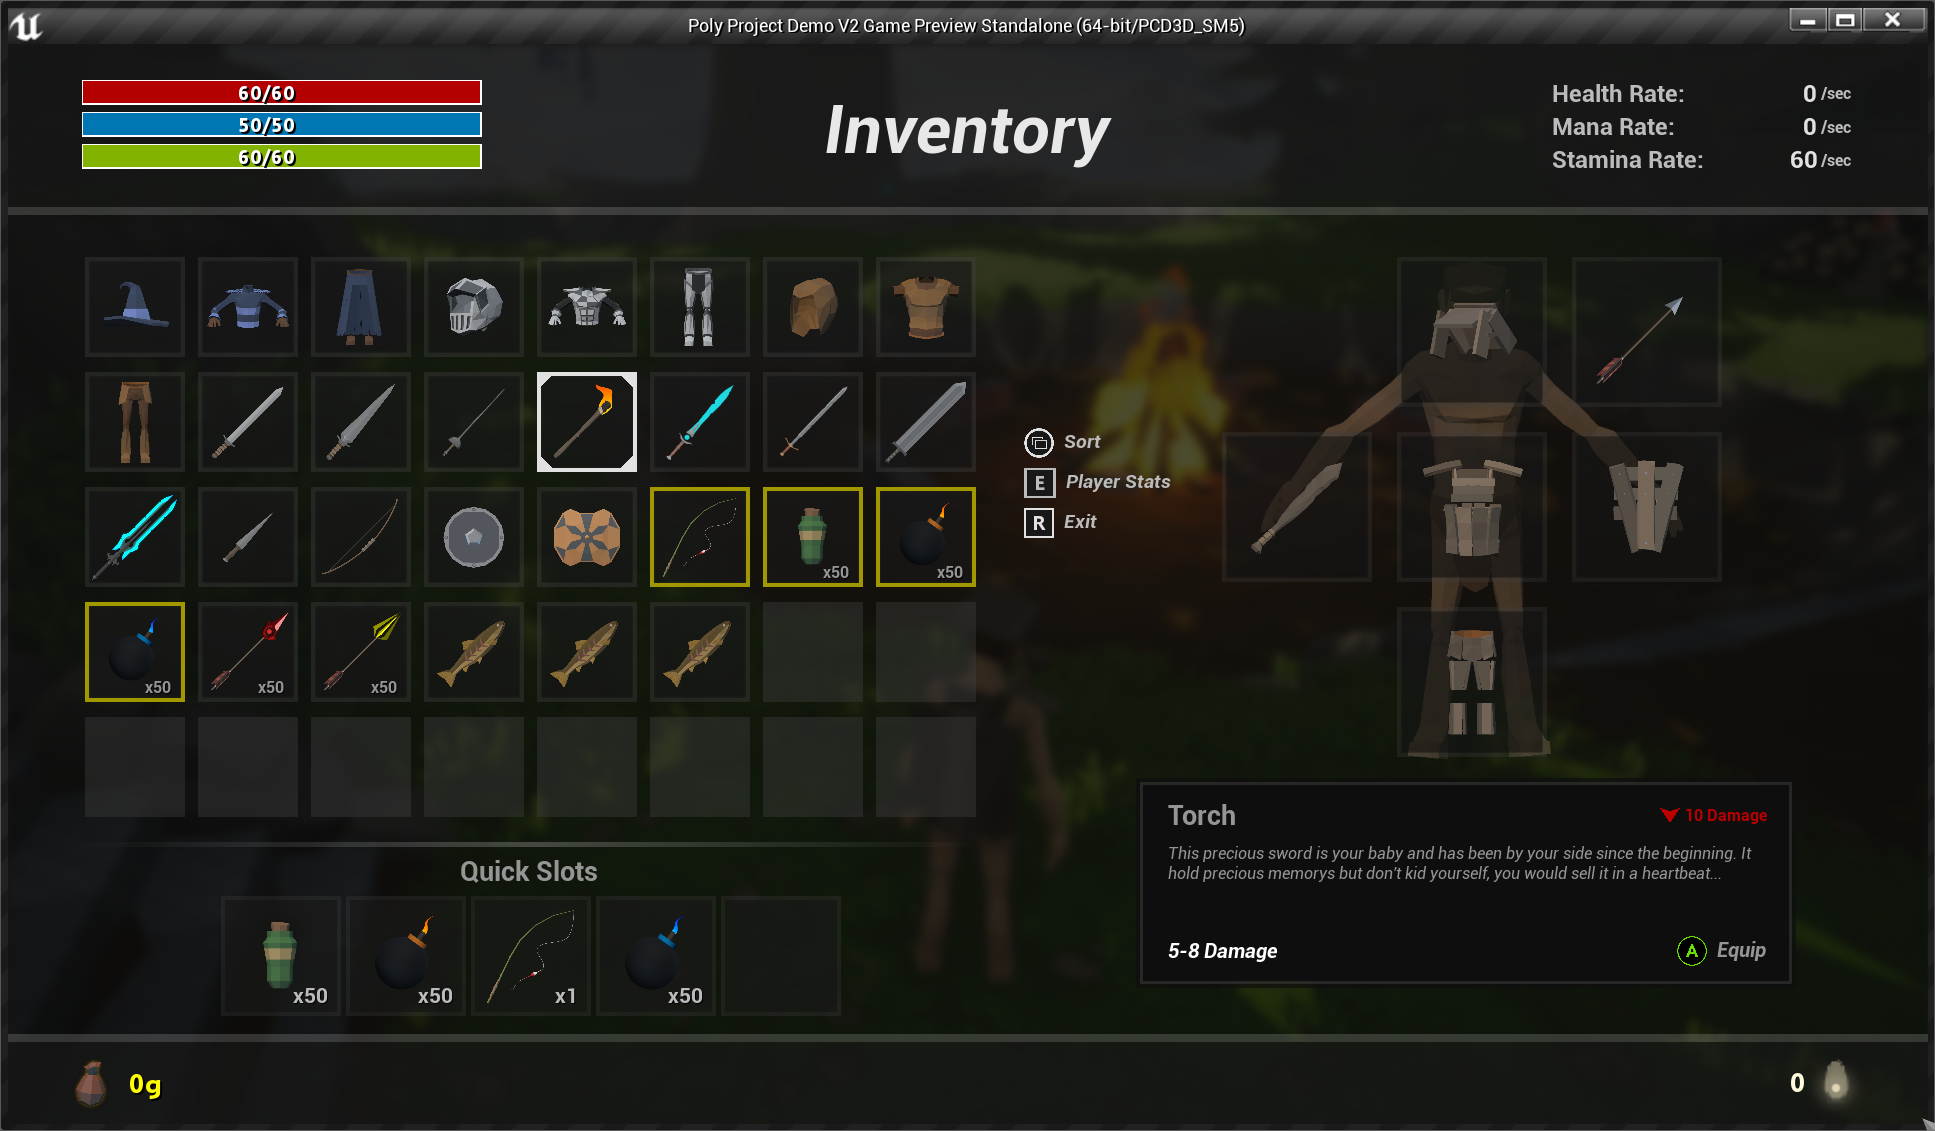 Poly Project Demo V2 Game Preview Standalone (64-bit/PCD3D_SM5)
60/60
50/50
60/60
Inventory
Health Rate: 0 /sec
Mana Rate: 0 /sec
Stamina Rate: 60 /sec
Sort
E Player Stats
R Exit
x50
x50
x50
x50
x50
Torch
10 Damage
This precious sword is your baby and has been by your side since the beginning. It
hold precious memorys but don't kid yourself, you would sell it in a heartbeat...
5-8 Damage
A Equip
Quick Slots
x50
x50
x1
x50
0g
0